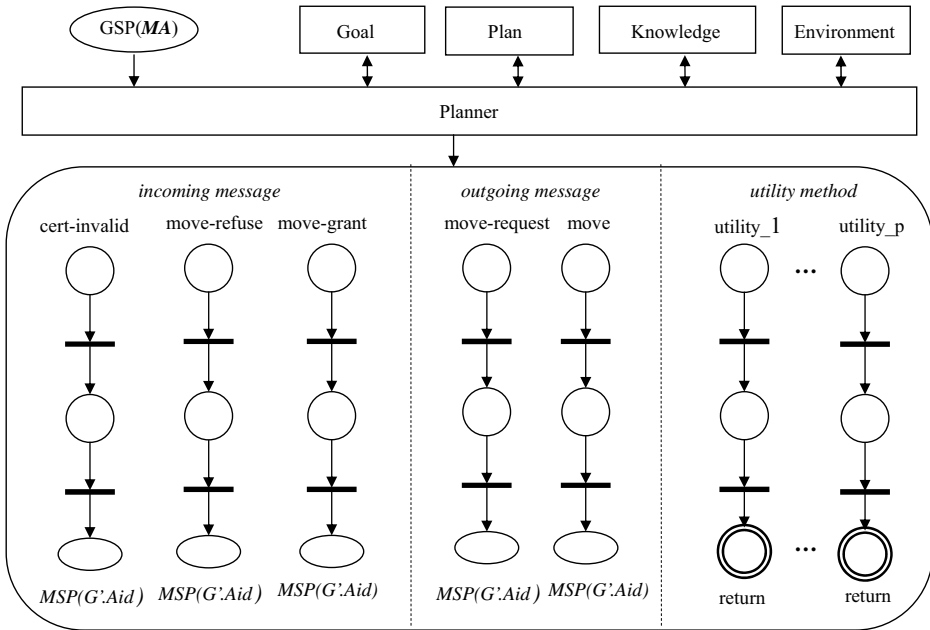 GSP(MA)
Goal
Plan
Knowledge
Environment
Planner
incoming message
outgoing message
utility method
cert-invalid
move-refuse
move-grant
move-request
move
utility_1
...
utility_p
...
MSP(G'.Aid)
MSP(G'.Aid)
MSP(G'.Aid)
MSP(G'.Aid)
MSP(G'.Aid)
return
return